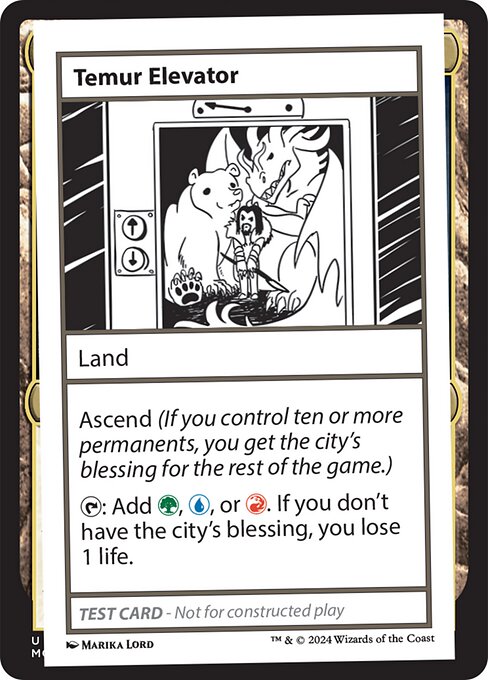 Temur Elevator
Land
Ascend (If you control ten or more
permanents, you get the city's
blessing for the rest of the game.)
: Add , , or . If you don't
have the city's blessing, you lose
1 life.
TEST CARD - Not for constructed play
U
MARIKA LORD
™ & © 2024 Wizards of the Coast